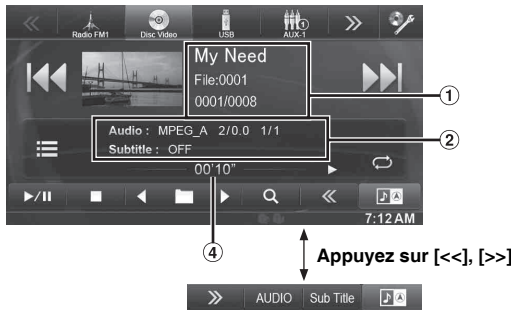 Radio FM1 Disc Video USB AUX-1
1
My Need
File:0001
0001/0008
1
Audio : MPEG_A 2/0.0 1/1
2
Subtitle : OFF
00'10"
7:12 AM
4
Appuyez sur [<<], [>>]
AUDIO Sub Title